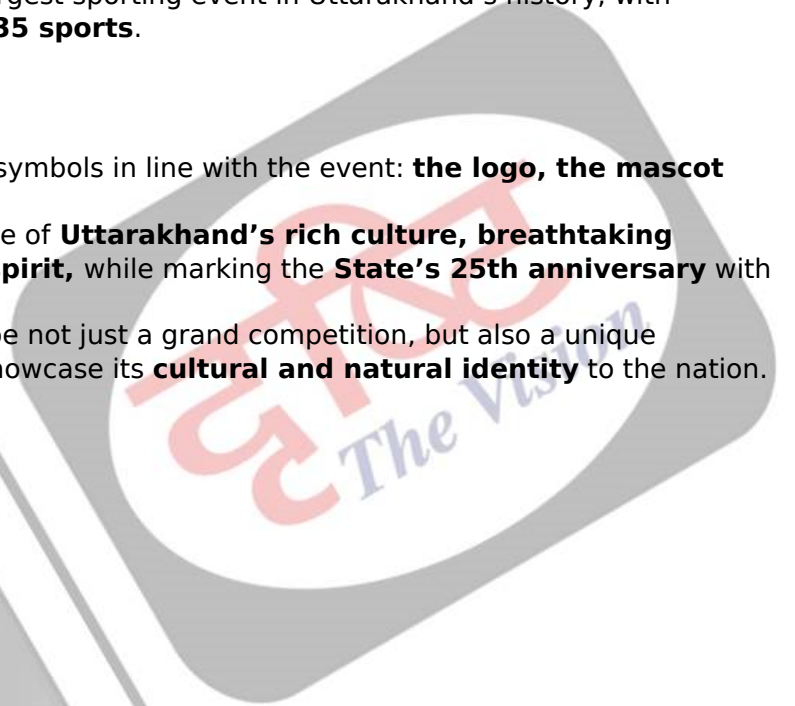 rgest sporting event in Uttarakhand's history, with
35 sports.
symbols in line with the event: the logo, the mascot
e of Uttarakhand's rich culture, breathtaking
pirit, while marking the State's 25th anniversary with
be not just a grand competition, but also a unique
howcase its cultural and natural identity to the nation.
दृष्टि
The Vision